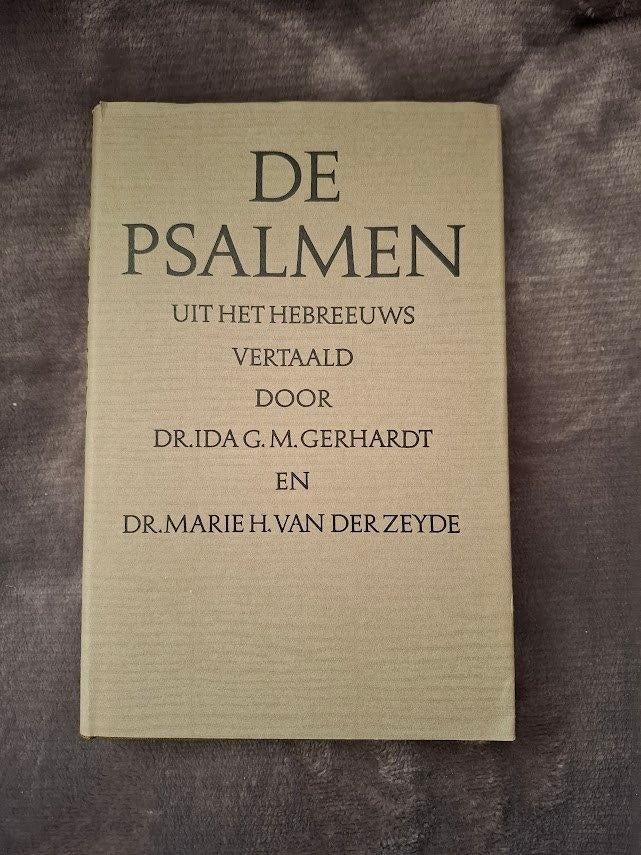 DE
PSALMEN
UIT HET HEBREEUWS
VERTAALD
DOOR
DR.IDA G. M. GERHARDT
EN
DR.MARIE H. VAN DER ZEYDE